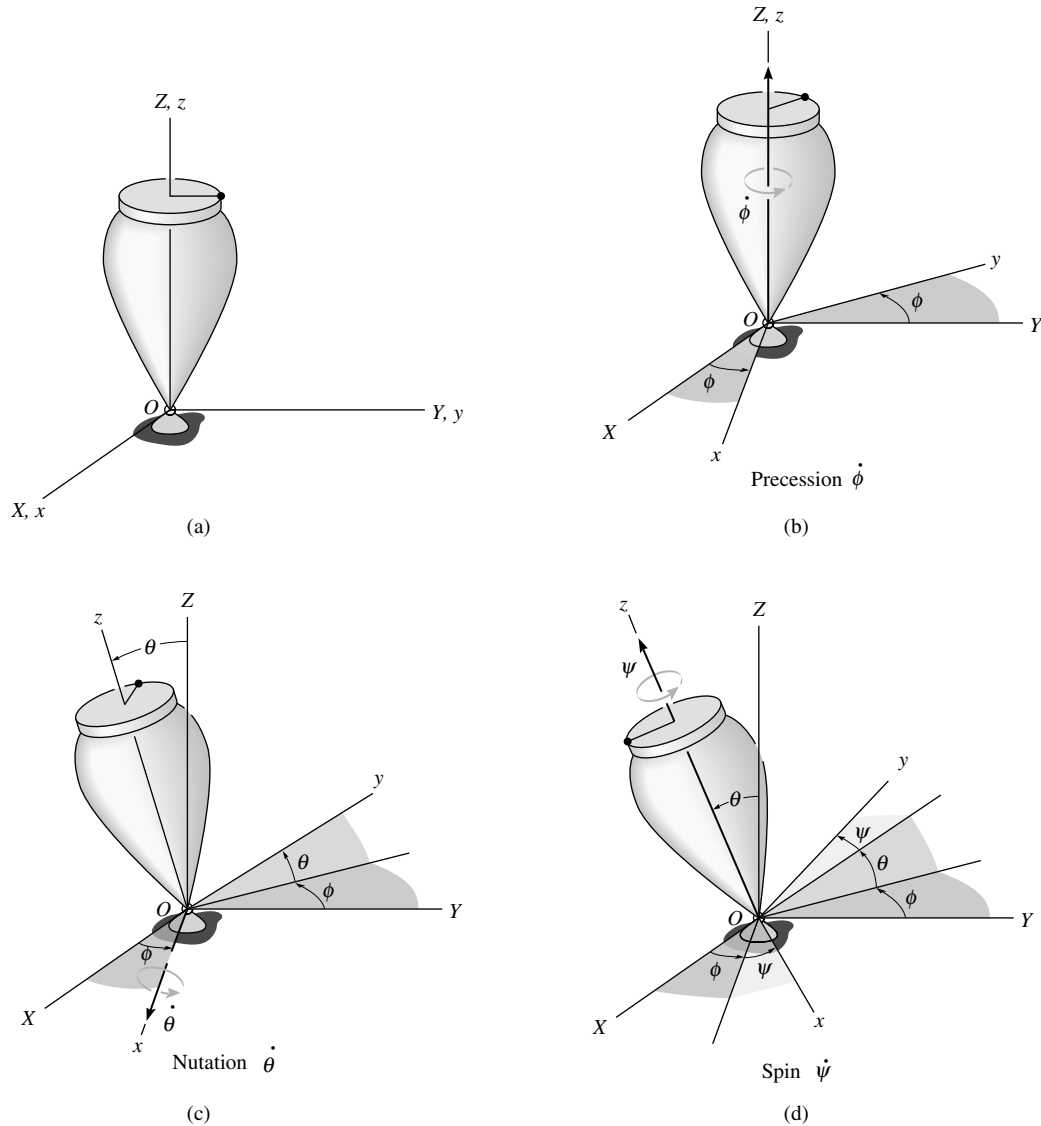 Z, z
O
Y, y
X, x
(a)
Z, z
ϕ̇
y
ϕ
O
Y
ϕ
X
x
Precession ϕ̇
(b)
Z
z
θ
y
θ
ϕ
O
Y
ϕ
X
θ̇
x
Nutation θ̇
(c)
z
Z
ψ
y
θ
ψ
θ
ϕ
O
Y
ϕ
ψ
X
x
Spin ψ̇
(d)